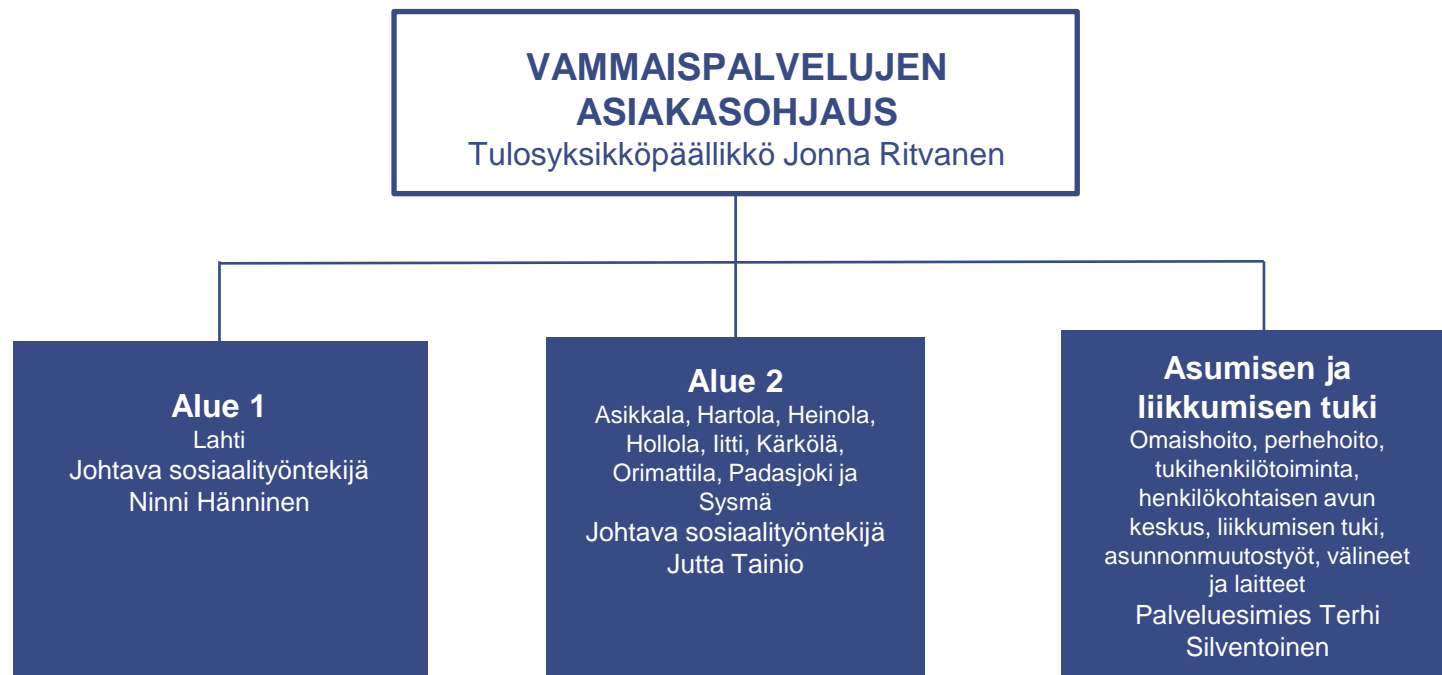 VAMMAISPALVELUJEN
ASIAKASOHJAUS
Tulosyksikköpäällikkö Jonna Ritvanen
Alue 1
Lahti
Johtava sosiaalityöntekijä
Ninni Hänninen
Alue 2
Asikkala, Hartola, Heinola,
Hollola, Iitti, Kärkölä,
Orimattila, Padasjoki ja
Sysmä
Johtava sosiaalityöntekijä
Jutta Tainio
Asumisen ja
liikkumisen tuki
Omaishoito, perhehoito,
tukihenkilötoiminta,
henkilökohtaisen avun
keskus, liikkumisen tuki,
asunnonmuutostyöt, välineet
ja laitteet
Palveluesimies Terhi
Silventoinen